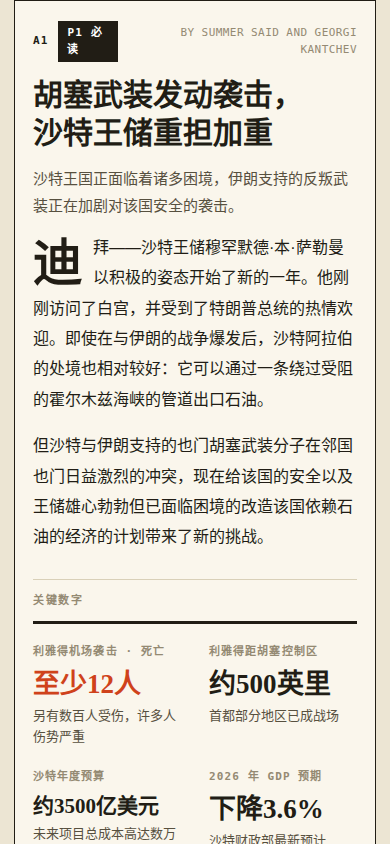 A1
P1 必
读
BY SUMMER SAID AND GEORGI
KANTCHEV
胡塞武装发动袭击，
沙特王储重担加重
沙特王国正面临着诸多困境，伊朗支持的反叛武
装正在加剧对该国安全的袭击。
迪拜——沙特王储穆罕默德·本·萨勒曼
以积极的姿态开始了新的一年。他刚
刚访问了白宫，并受到了特朗普总统的热情欢
迎。即使在与伊朗的战争爆发后，沙特阿拉伯
的处境也相对较好：它可以通过一条绕过受阻
的霍尔木兹海峡的管道出口石油。
但沙特与伊朗支持的也门胡塞武装分子在邻国
也门日益激烈的冲突，现在给该国的安全以及
王储雄心勃勃但已面临困境的改造该国依赖石
油的经济的计划带来了新的挑战。
关键数字
利雅得机场袭击 · 死亡
至少12人
另有数百人受伤，许多人
伤势严重
利雅得距胡塞控制区
约500英里
首都部分地区已成战场
沙特年度预算
约3500亿美元
未来项目总成本高达数万
2026 年 GDP 预期
下降3.6%
沙特财政部最新预计